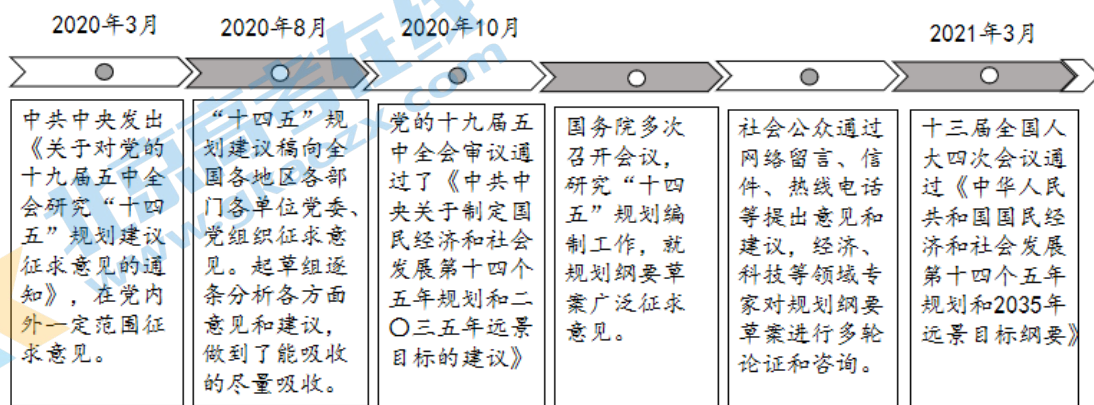 2020年3月
2020年8月
2020年10月
2021年3月
中共中央发出
《关于对党的
十九届五中全
会研究“十四
五”规划建议
征求意见的通
知》，在党内
外一定范围征
求意见。
“十四五”规
划建议稿向全
国各地区各部
门各单位党委、
党组织征求意
见。起草组逐
条分析各方面
意见和建议，
做到了能吸收
的尽量吸收。
党的十九届五
中全会审议通
过了《中共中
央关于制定国
民经济和社会
发展第十四个
五年规划和二
〇三五年远景
目标的建议》
国务院多次
召开会议，
研究“十四
五”规划编
制工作，就
规划纲要草
案广泛征求
意见。
社会公众通过
网络留言、信
件、热线电话
等提出意见和
建议，经济、
科技等领域专
家对规划纲要
草案进行多轮
论证和咨询。
十三届全国人
大四次会议通
过《中华人民
共和国国民经
济和社会发展
第十四个五年
规划和2035年
远景目标纲要》
北京高考在线
www.gkzx.com